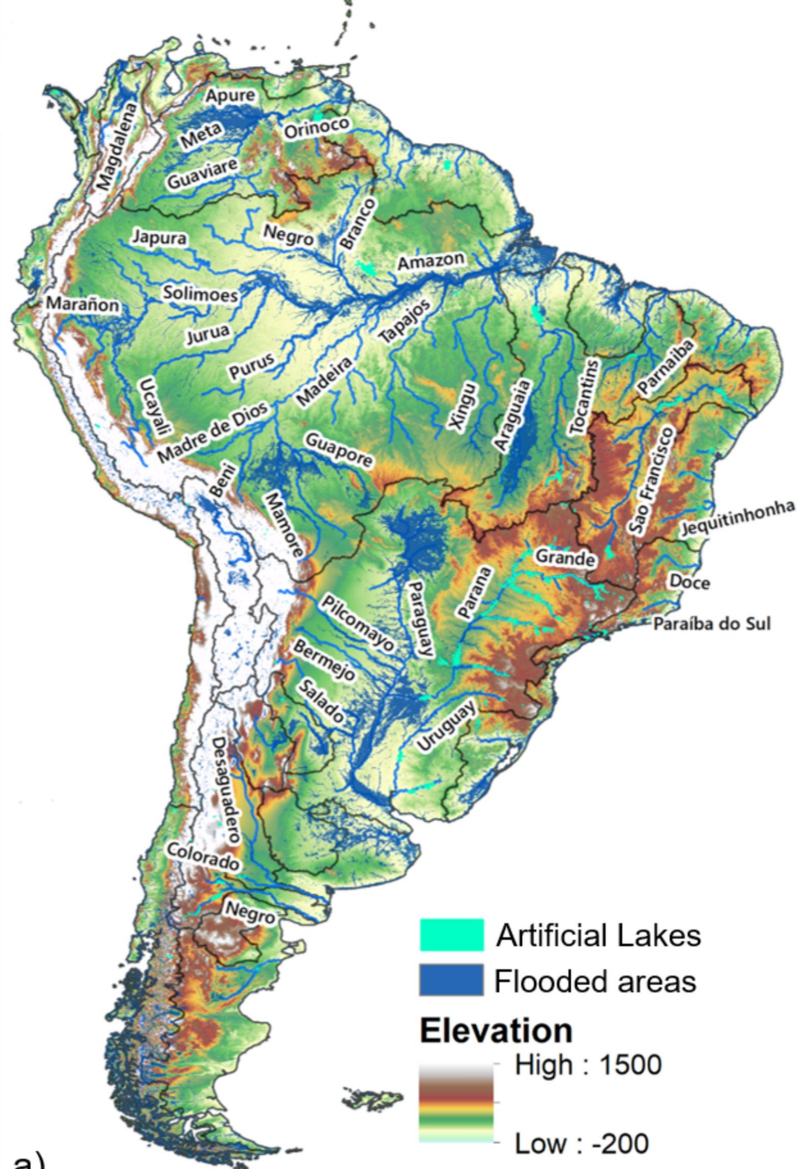 Apure
Magdalena
Meta
Orinoco
Guaviare
Branco
Japura
Negro
Amazon
Solimoes
Marañon
Tapajos
Jurua
Parnaiba
Purus
Madeira
Ucayali
Xingu
Araguaia
Tocantins
Madre de Dios
Guapore
Beni
Sao Francisco
Mamore
Jequitinhonha
Grande
Doce
Parana
Paraguay
Pilcomayo
Paraíba do Sul
Bermejo
Salado
Uruguay
Desaguadero
Colorado
Negro
Artificial Lakes
Flooded areas
Elevation
High : 1500
Low : -200
a)